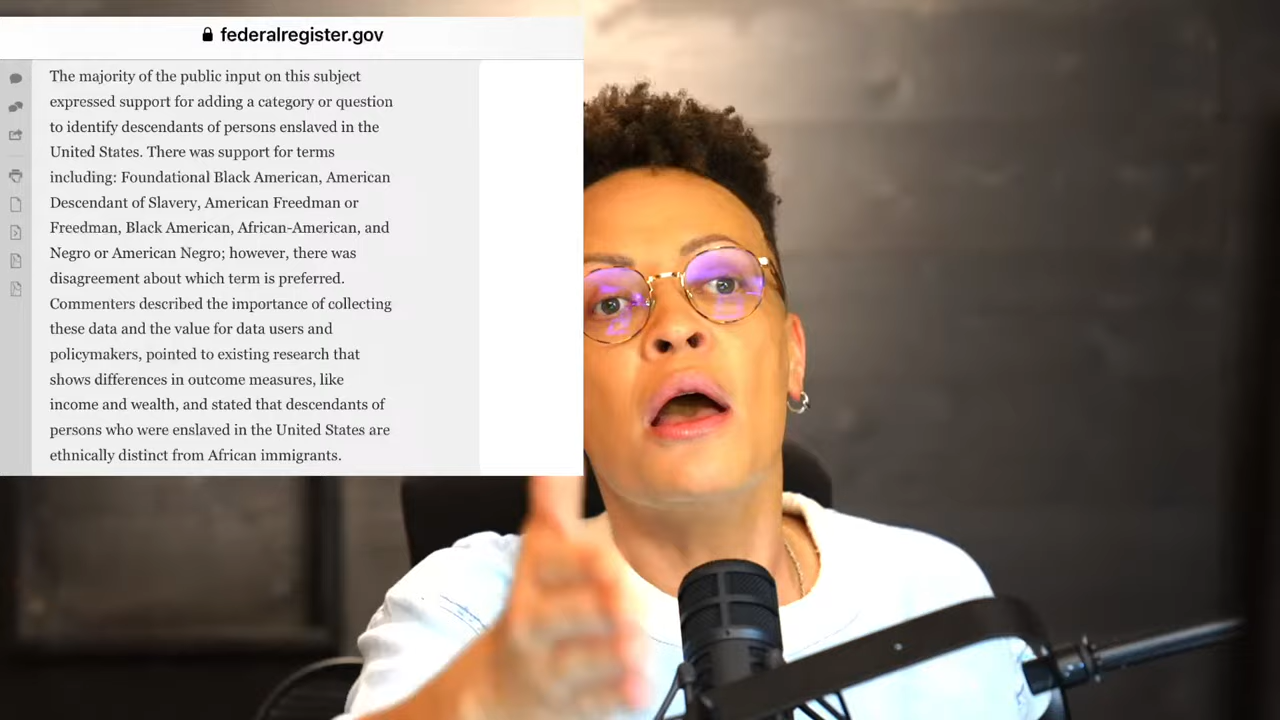 federalregister.gov
The majority of the public input on this subject
expressed support for adding a category or question
to identify descendants of persons enslaved in the
United States. There was support for terms
including: Foundational Black American, American
Descendant of Slavery, American Freedman or
Freedman, Black American, African-American, and
Negro or American Negro; however, there was
disagreement about which term is preferred.
Commenters described the importance of collecting
these data and the value for data users and
policymakers, pointed to existing research that
shows differences in outcome measures, like
income and wealth, and stated that descendants of
persons who were enslaved in the United States are
ethnically distinct from African immigrants.